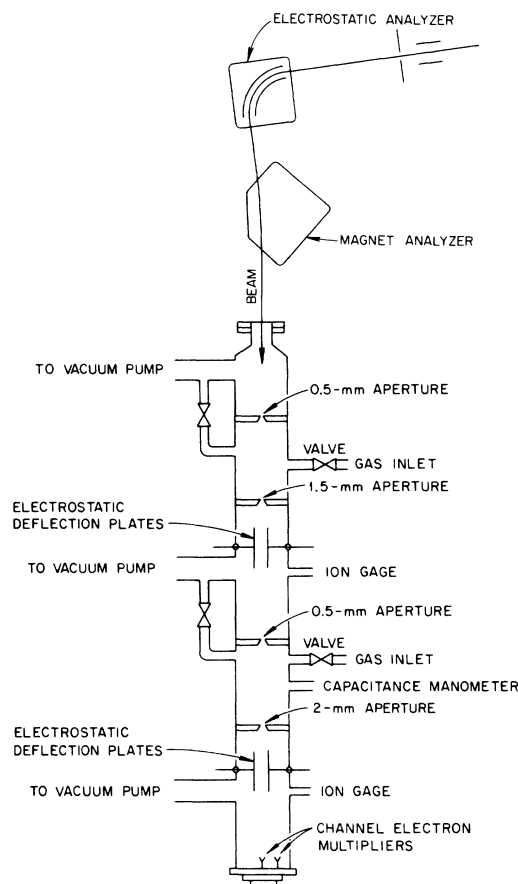 ELECTROSTATIC ANALYZER
MAGNET ANALYZER
BEAM
TO VACUUM PUMP
0.5-mm APERTURE
VALVE
GAS INLET
1.5-mm APERTURE
ELECTROSTATIC
DEFLECTION PLATES
TO VACUUM PUMP
ION GAGE
0.5-mm APERTURE
VALVE
GAS INLET
CAPACITANCE MANOMETER
2-mm APERTURE
ELECTROSTATIC
DEFLECTION PLATES
TO VACUUM PUMP
ION GAGE
CHANNEL ELECTRON
MULTIPLIERS